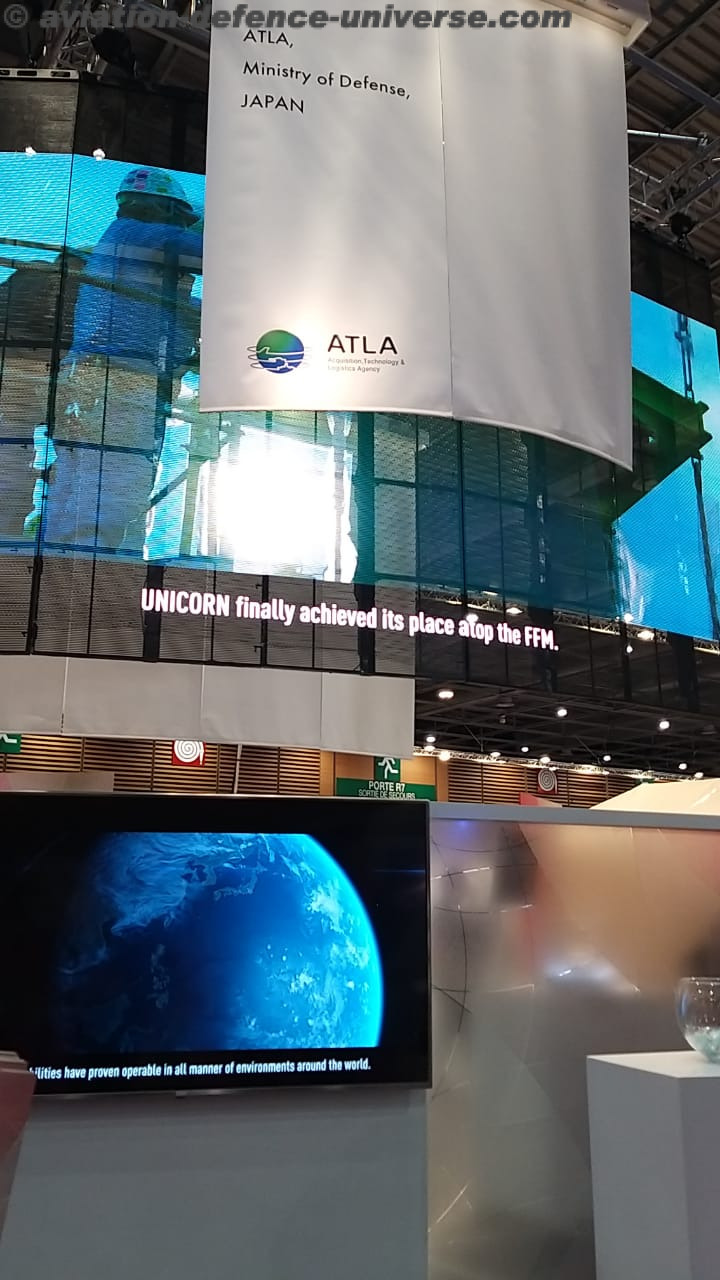 © aviation-defence-universe.com
ATLA,
Ministry of Defense,
JAPAN
ATLA
Acquisition, Technology &
Logistics Agency
UNICORN finally achieved its place atop the FFM.
PORTE R7
SORTIE DE SECOURS
ilities have proven operable in all manner of environments around the world.